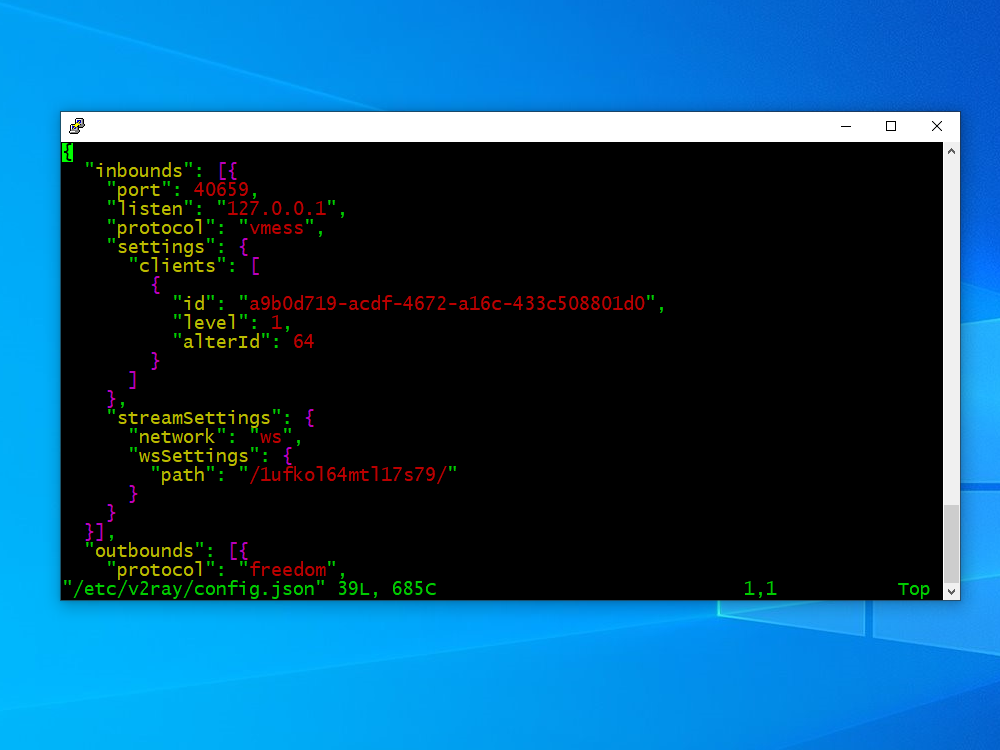 {
  "inbounds": [{
    "port": 40659,
    "listen": "127.0.0.1",
    "protocol": "vmess",
    "settings": {
      "clients": [
        {
          "id": "a9b0d719-acdf-4672-a16c-433c508801d0",
          "level": 1,
          "alterId": 64
        }
      ]
    },
    "streamSettings": {
      "network": "ws",
      "wsSettings": {
        "path": "/1ufkol64mtl17s79/"
      }
    }
  }],
  "outbounds": [{
    "protocol": "freedom",
"/etc/v2ray/config.json" 39L, 685C 1,1 Top